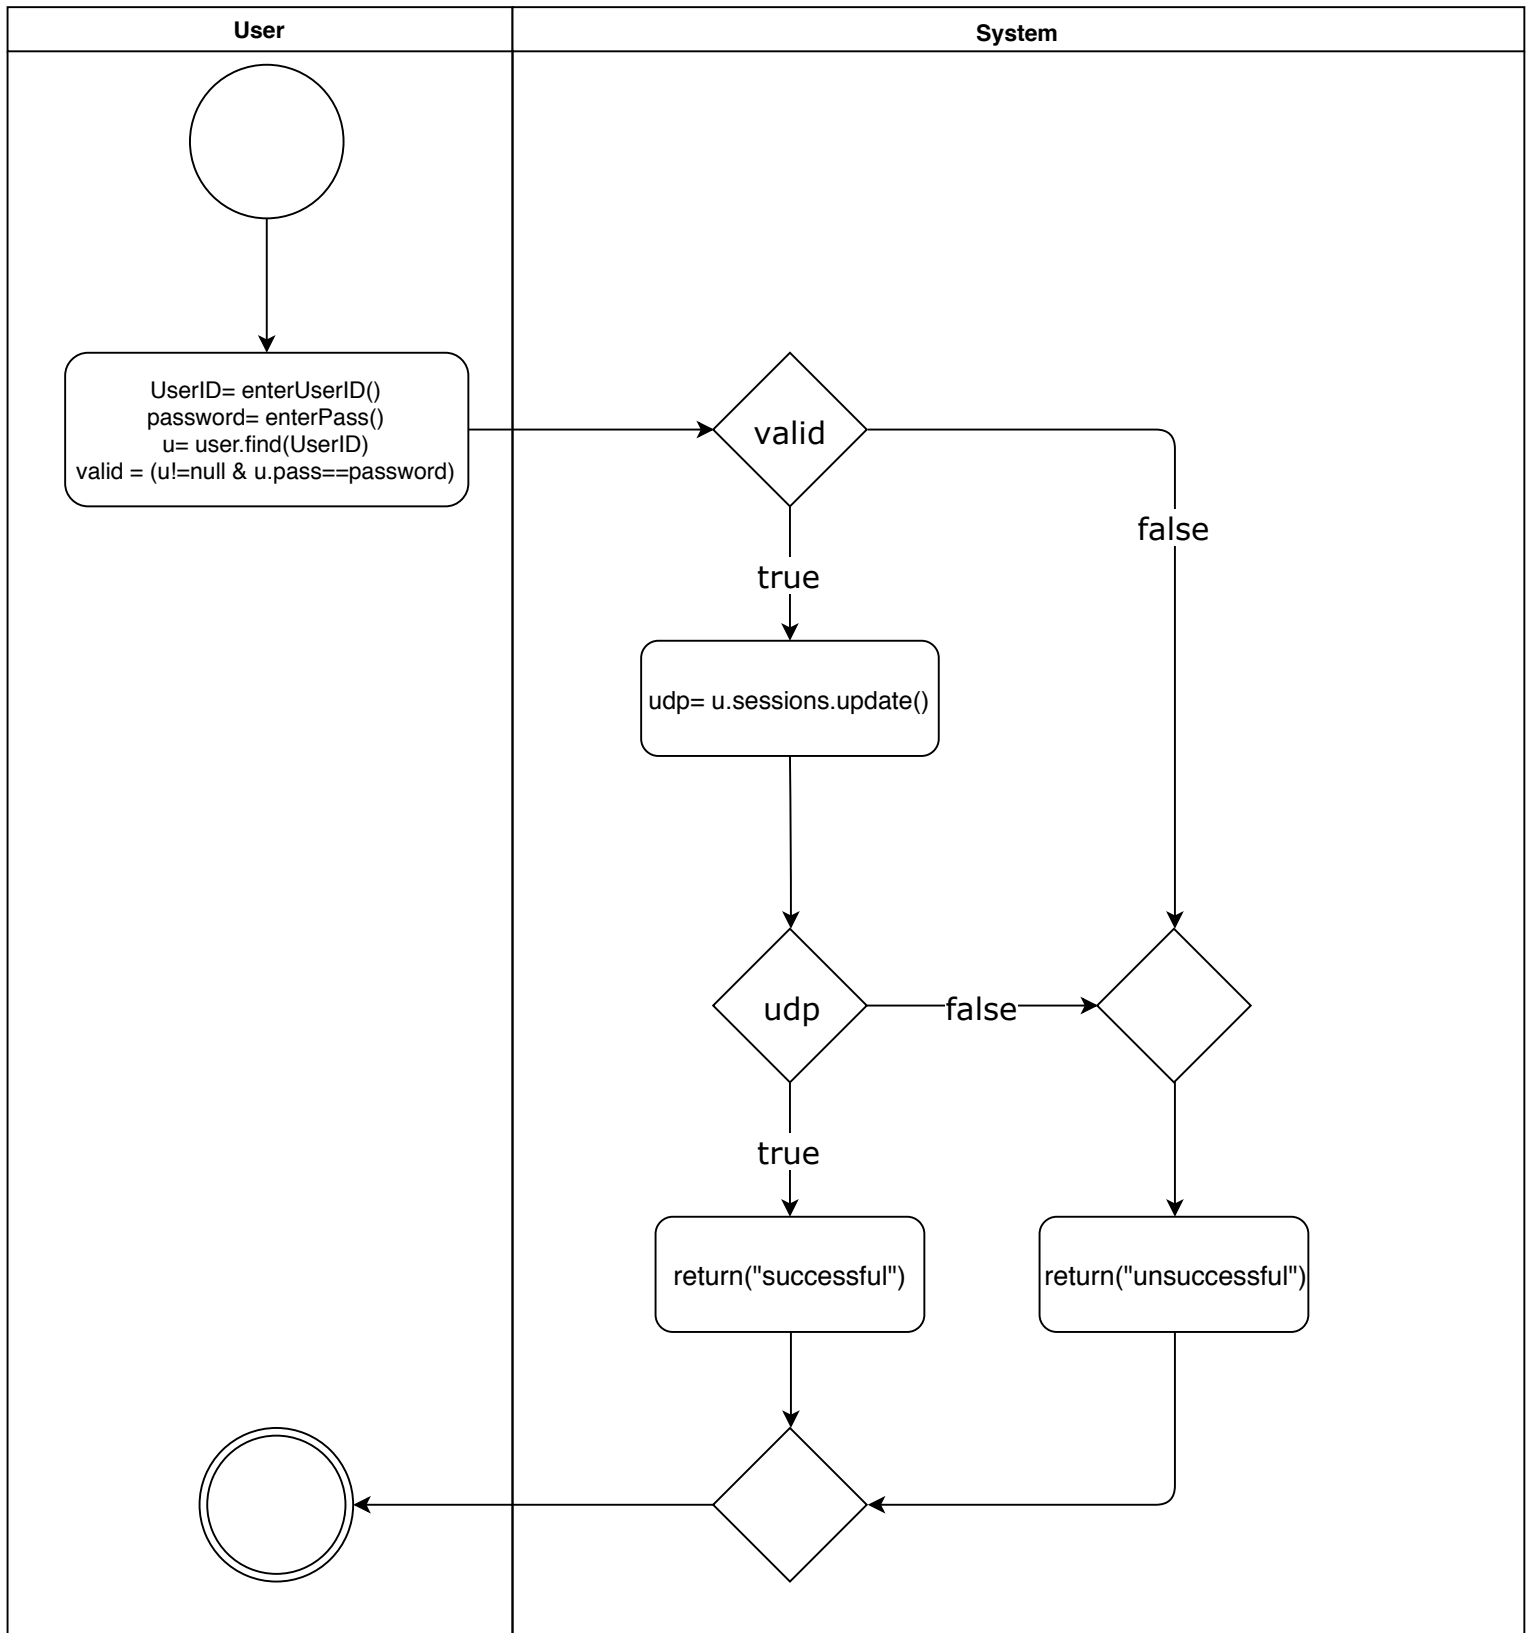 User
System
UserID= enterUserID()
password= enterPass()
u= user.find(UserID)
valid = (u!=null & u.pass==password)
valid
false
true
udp= u.sessions.update()
udp
false
true
return("successful")
return("unsuccessful")